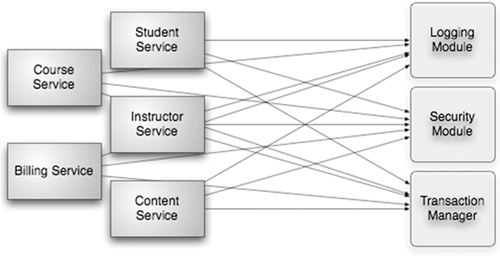 Student
Service
Course
Service
Instructor
Service
Billing Service
Content
Service
Logging
Module
Security
Module
Transaction
Manager